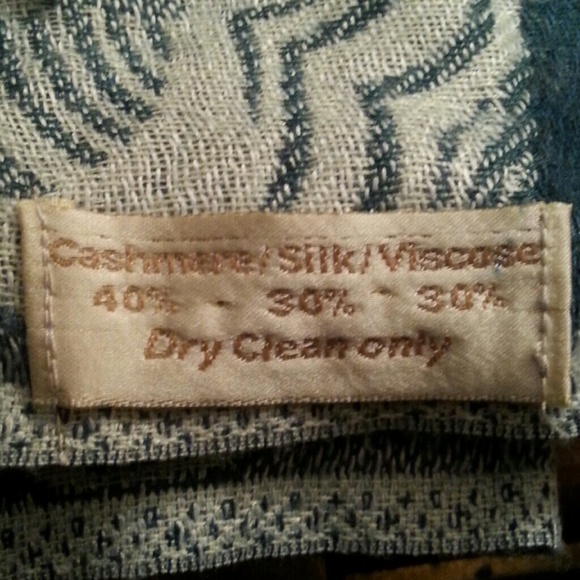 Cashmere/Silk/Viscose
40% 30% 30%
Dry Clean only